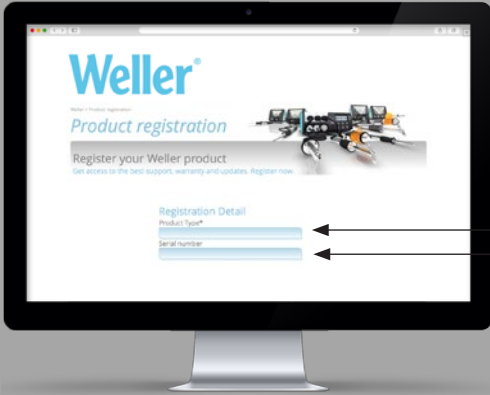 Weller®
Home > Product registration
Product registration
Register your Weller product
Get access to the best support, warranty and updates. Register now.
Registration Detail
Product Type*
Serial number